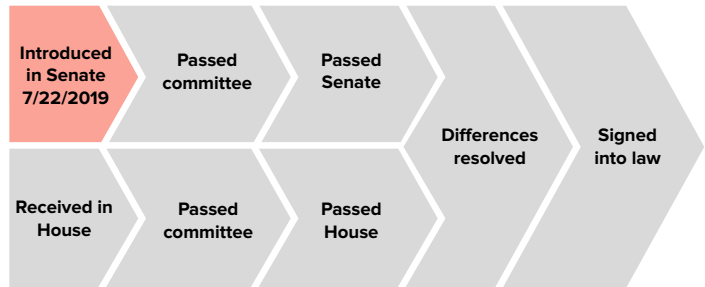 Introduced
in Senate
7/22/2019
Passed
committee
Passed
Senate
Differences
resolved
Signed
into law
Received in
House
Passed
committee
Passed
House